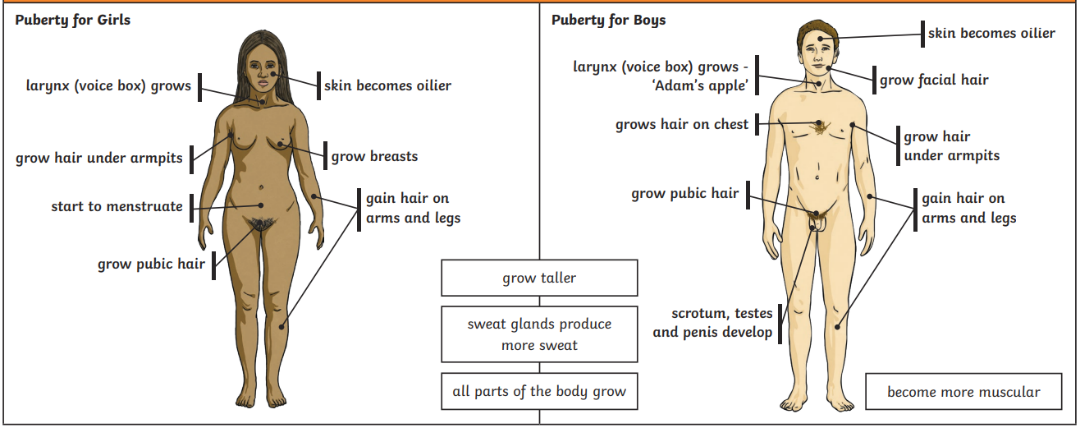 Puberty for Girls
larynx (voice box) grows
skin becomes oilier
grow hair under armpits
grow breasts
start to menstruate
gain hair on
arms and legs
grow pubic hair
Puberty for Boys
skin becomes oilier
larynx (voice box) grows -
‘Adam’s apple’
grow facial hair
grows hair on chest
grow hair
under armpits
grow pubic hair
gain hair on
arms and legs
scrotum, testes
and penis develop
grow taller
sweat glands produce
more sweat
all parts of the body grow
become more muscular